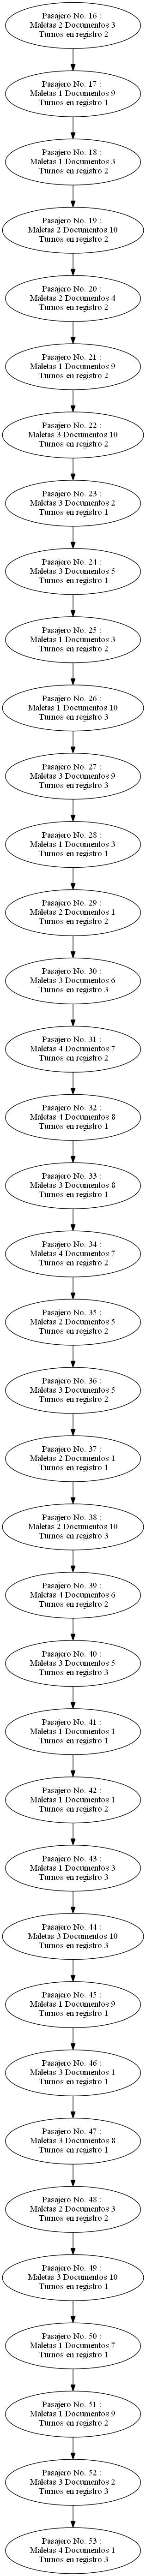 Pasajero No. 16 :
Maletas 2 Documentos 3
Turnos en registro 2
Pasajero No. 17 :
Maletas 1 Documentos 9
Turnos en registro 1
Pasajero No. 18 :
Maletas 1 Documentos 3
Turnos en registro 2
Pasajero No. 19 :
Maletas 2 Documentos 10
Turnos en registro 2
Pasajero No. 20 :
Maletas 2 Documentos 4
Turnos en registro 2
Pasajero No. 21 :
Maletas 1 Documentos 9
Turnos en registro 2
Pasajero No. 22 :
Maletas 3 Documentos 10
Turnos en registro 2
Pasajero No. 23 :
Maletas 3 Documentos 2
Turnos en registro 1
Pasajero No. 24 :
Maletas 3 Documentos 5
Turnos en registro 1
Pasajero No. 25 :
Maletas 1 Documentos 3
Turnos en registro 2
Pasajero No. 26 :
Maletas 1 Documentos 10
Turnos en registro 3
Pasajero No. 27 :
Maletas 3 Documentos 9
Turnos en registro 3
Pasajero No. 28 :
Maletas 1 Documentos 3
Turnos en registro 1
Pasajero No. 29 :
Maletas 2 Documentos 1
Turnos en registro 2
Pasajero No. 30 :
Maletas 3 Documentos 6
Turnos en registro 3
Pasajero No. 31 :
Maletas 4 Documentos 7
Turnos en registro 2
Pasajero No. 32 :
Maletas 4 Documentos 8
Turnos en registro 1
Pasajero No. 33 :
Maletas 3 Documentos 8
Turnos en registro 1
Pasajero No. 34 :
Maletas 4 Documentos 7
Turnos en registro 2
Pasajero No. 35 :
Maletas 2 Documentos 5
Turnos en registro 2
Pasajero No. 36 :
Maletas 3 Documentos 5
Turnos en registro 2
Pasajero No. 37 :
Maletas 2 Documentos 1
Turnos en registro 1
Pasajero No. 38 :
Maletas 2 Documentos 10
Turnos en registro 3
Pasajero No. 39 :
Maletas 4 Documentos 6
Turnos en registro 2
Pasajero No. 40 :
Maletas 3 Documentos 5
Turnos en registro 3
Pasajero No. 41 :
Maletas 1 Documentos 1
Turnos en registro 1
Pasajero No. 42 :
Maletas 1 Documentos 1
Turnos en registro 2
Pasajero No. 43 :
Maletas 1 Documentos 3
Turnos en registro 3
Pasajero No. 44 :
Maletas 3 Documentos 10
Turnos en registro 3
Pasajero No. 45 :
Maletas 1 Documentos 9
Turnos en registro 1
Pasajero No. 46 :
Maletas 3 Documentos 1
Turnos en registro 1
Pasajero No. 47 :
Maletas 3 Documentos 8
Turnos en registro 1
Pasajero No. 48 :
Maletas 2 Documentos 3
Turnos en registro 2
Pasajero No. 49 :
Maletas 3 Documentos 10
Turnos en registro 1
Pasajero No. 50 :
Maletas 1 Documentos 7
Turnos en registro 1
Pasajero No. 51 :
Maletas 1 Documentos 9
Turnos en registro 2
Pasajero No. 52 :
Maletas 3 Documentos 2
Turnos en registro 3
Pasajero No. 53 :
Maletas 4 Documentos 1
Turnos en registro 3